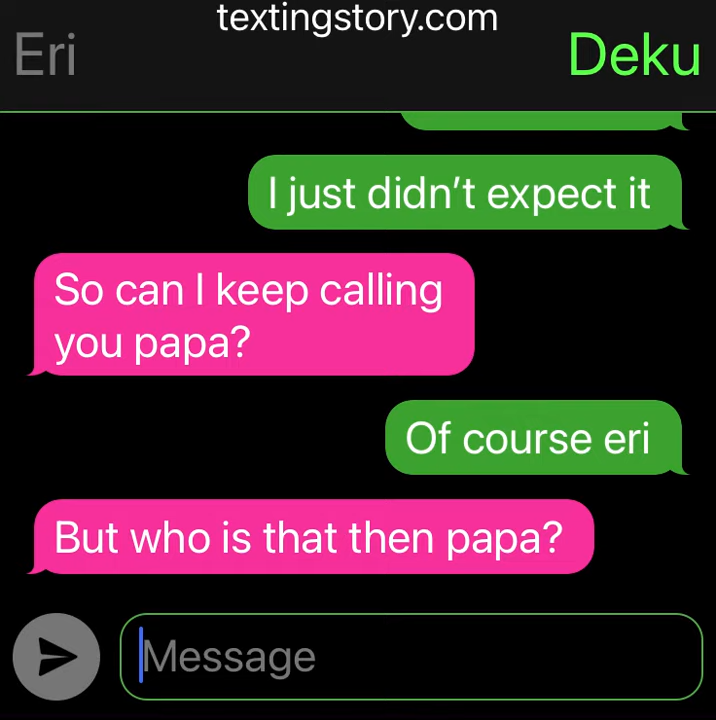 textingstory.com
Eri
Deku
I just didn’t expect it
So can I keep calling
you papa?
Of course eri
But who is that then papa?
Message